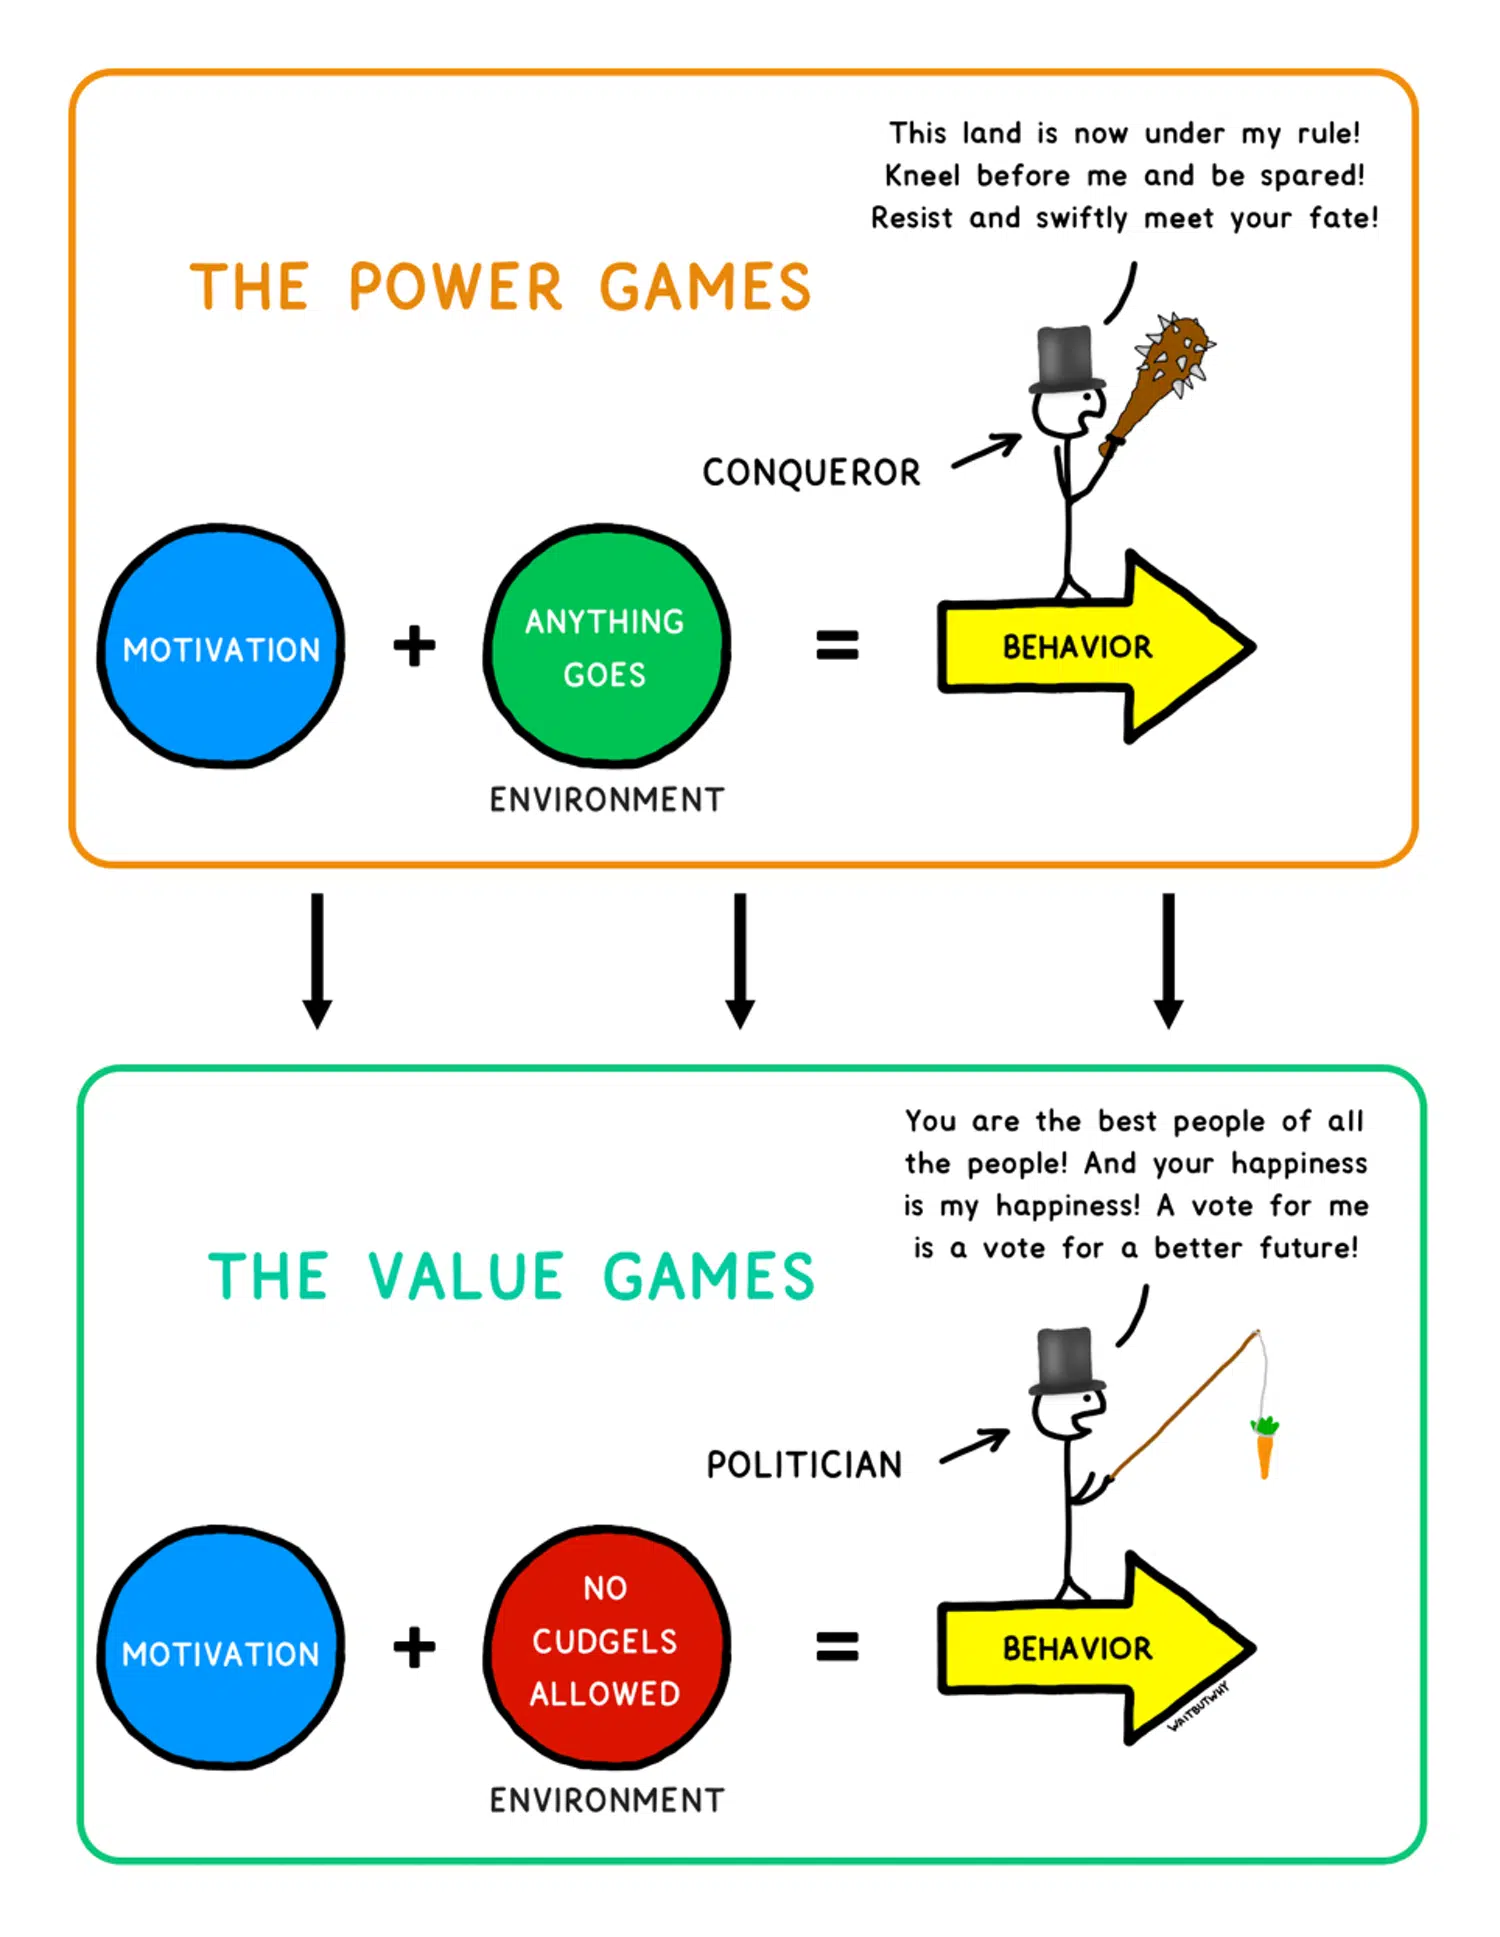 This land is now under my rule!
Kneel before me and be spared!
Resist and swiftly meet your fate!
THE POWER GAMES
CONQUEROR
MOTIVATION
+
ANYTHING
GOES
=
BEHAVIOR
ENVIRONMENT
You are the best people of all
the people! And your happiness
is my happiness! A vote for me
is a vote for a better future!
THE VALUE GAMES
POLITICIAN
MOTIVATION
+
NO
CUDGELS
ALLOWED
=
BEHAVIOR
WAITBUTWHY
ENVIRONMENT